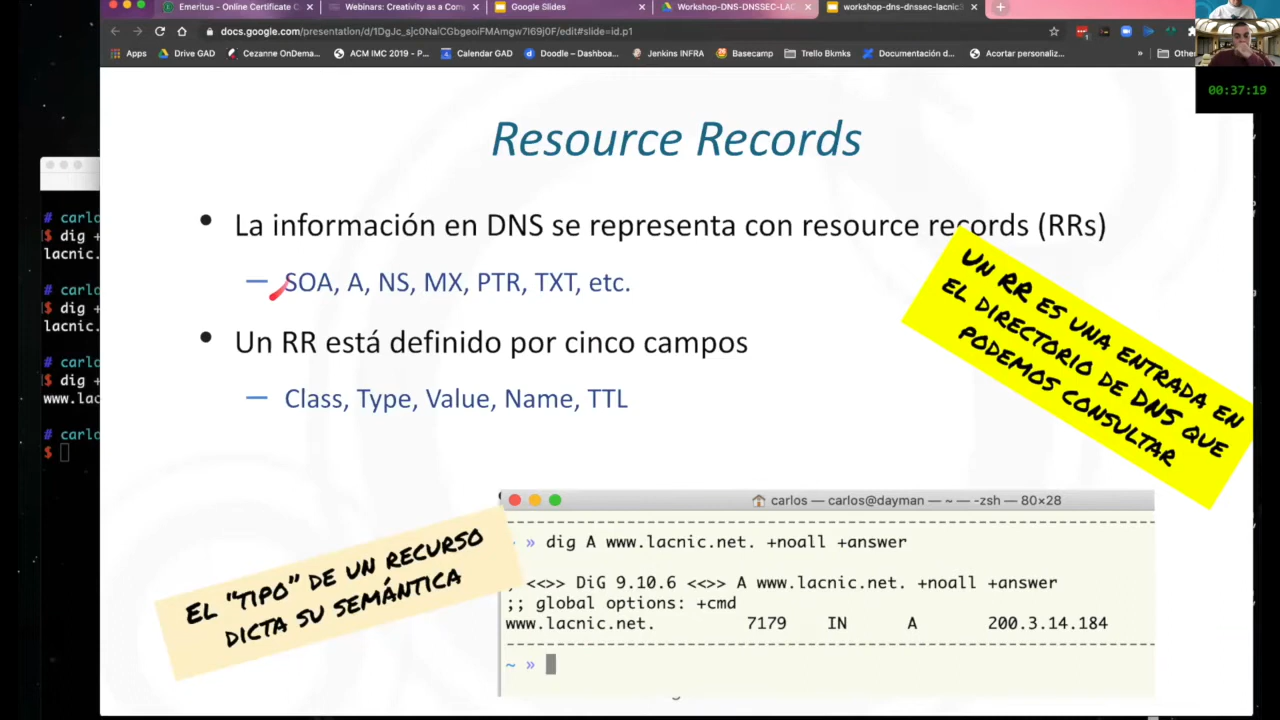 Emeritus - Online Certificate C
Webinars: Creativity as a Com
Google Slides
Workshop-DNS-DNSSEC-LAC
workshop-dns-dnssec-lacnic
docs.google.com/presentation/d/1DgJc_sjc0NalCGbgeoiFMAmgw7l69j0F/edit#slide=id.p1
Apps
Drive GAD
Cezanne OnDema...
ACM IMC 2019 - P...
Calendar GAD
Doodle – Dashboa...
Jenkins INFRA
Basecamp
Trello Bkmks
Documentación d...
Acortar personaliz...
»
00:37:19
Resource Records
• La información en DNS se representa con resource records (RRs)
– SOA, A, NS, MX, PTR, TXT, etc.
• Un RR está definido por cinco campos
– Class, Type, Value, Name, TTL
UN RR ES UNA ENTRADA EN
EL DIRECTORIO DE DNS QUE
PODEMOS CONSULTAR
EL “TIPO” DE UN RECURSO
DICTA SU SEMÁNTICA
carlos — carlos@dayman — ~ — -zsh — 80×28
» dig A www.lacnic.net. +noall +answer
<<>> DiG 9.10.6 <<>> A www.lacnic.net. +noall +answer
;; global options: +cmd
www.lacnic.net. 7179 IN A 200.3.14.184
~ »
# carlo
$ dig +
lacnic.
# carlo
$ dig +
lacnic.
# carlo
$ dig +
www.lac
# carlo
$